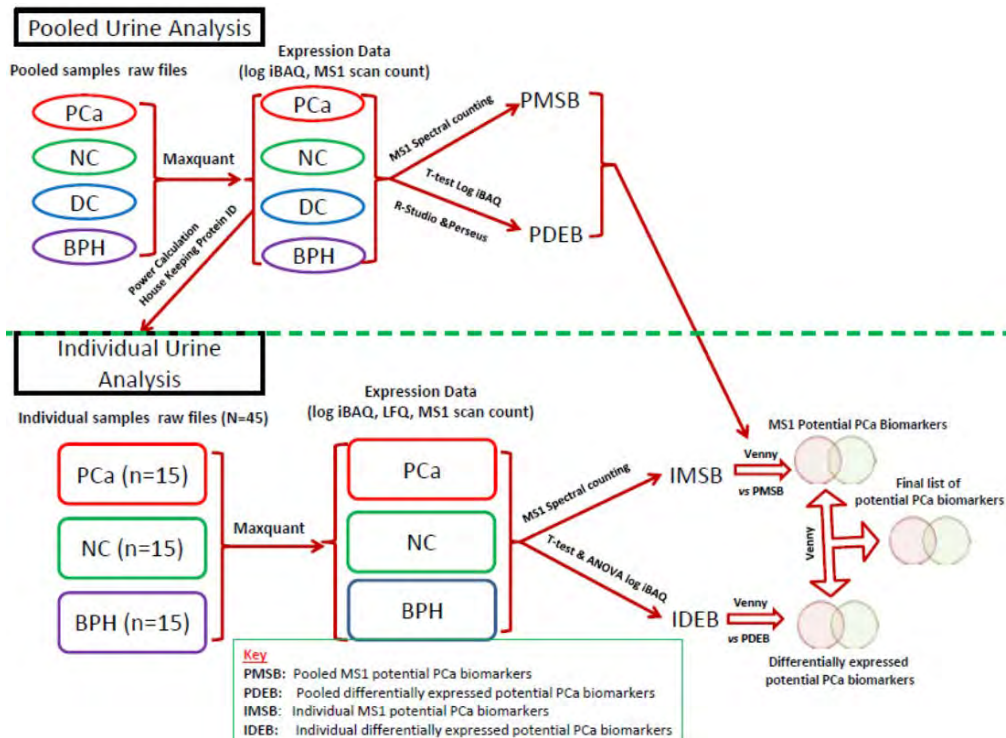 Pooled Urine Analysis
Pooled samples raw files
PCa
NC
DC
BPH
Maxquant
Expression Data
(log iBAQ, MS1 scan count)
PCa
NC
DC
BPH
MS1 Spectral counting
T-test Log iBAQ
R-Studio &Perseus
PMSB
PDEB
Power Calculation
House Keeping Protein ID
Individual Urine
Analysis
Individual samples raw files (N=45)
PCa (n=15)
NC (n=15)
BPH (n=15)
Maxquant
Expression Data
(log iBAQ, LFQ, MS1 scan count)
PCa
NC
BPH
MS1 Spectral counting
T-test & ANOVA log iBAQ
IMSB
IDEB
Venny
vs PMSB
Venny
vs PDEB
MS1 Potential PCa Biomarkers
Venny
Final list of
potential PCa biomarkers
Differentially expressed
potential PCa biomarkers
Key
PMSB: Pooled MS1 potential PCa biomarkers
PDEB: Pooled differentially expressed potential PCa biomarkers
IMSB: Individual MS1 potential PCa biomarkers
IDEB: Individual differentially expressed potential PCa biomarkers